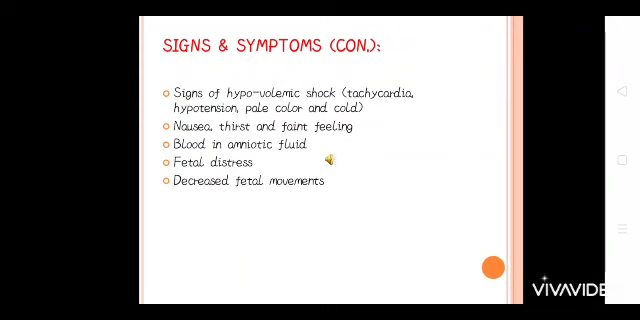 SIGNS & SYMPTOMS (CON.):
Signs of hypo-volemic shock (tachycardia,
hypotension, pale color and cold)
Nausea, thirst and faint feeling
Blood in amniotic fluid
Fetal distress
Decreased fetal movements
VIVAVIDE